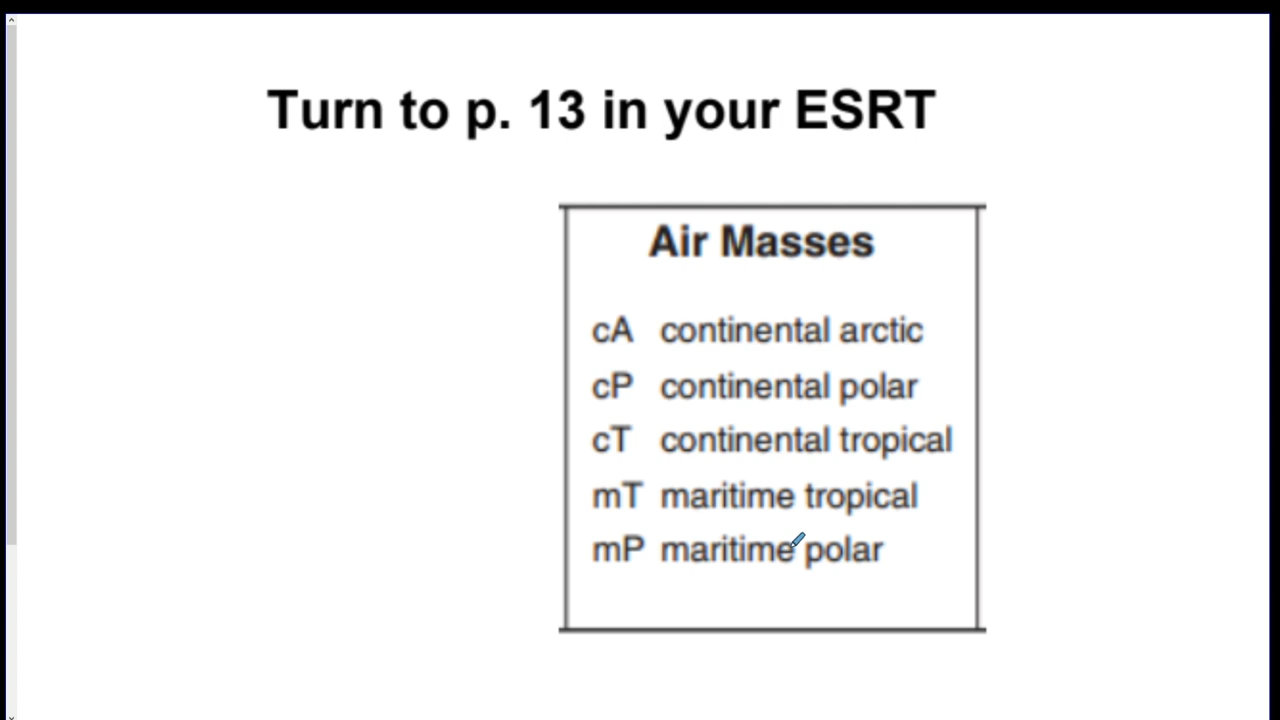 Turn to p. 13 in your ESRT
Air Masses
cA continental arctic
cP continental polar
cT continental tropical
mT maritime tropical
mP maritime polar